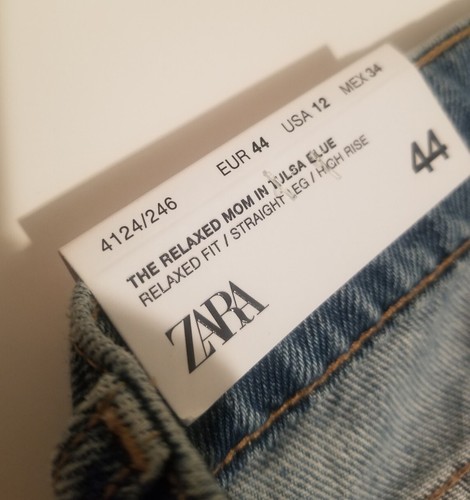 4124/246 EUR 44 USA 12 MEX 34
THE RELAXED MOM IN TULSA BLUE
RELAXED FIT / STRAIGHT LEG / HIGH RISE
44
ZARA